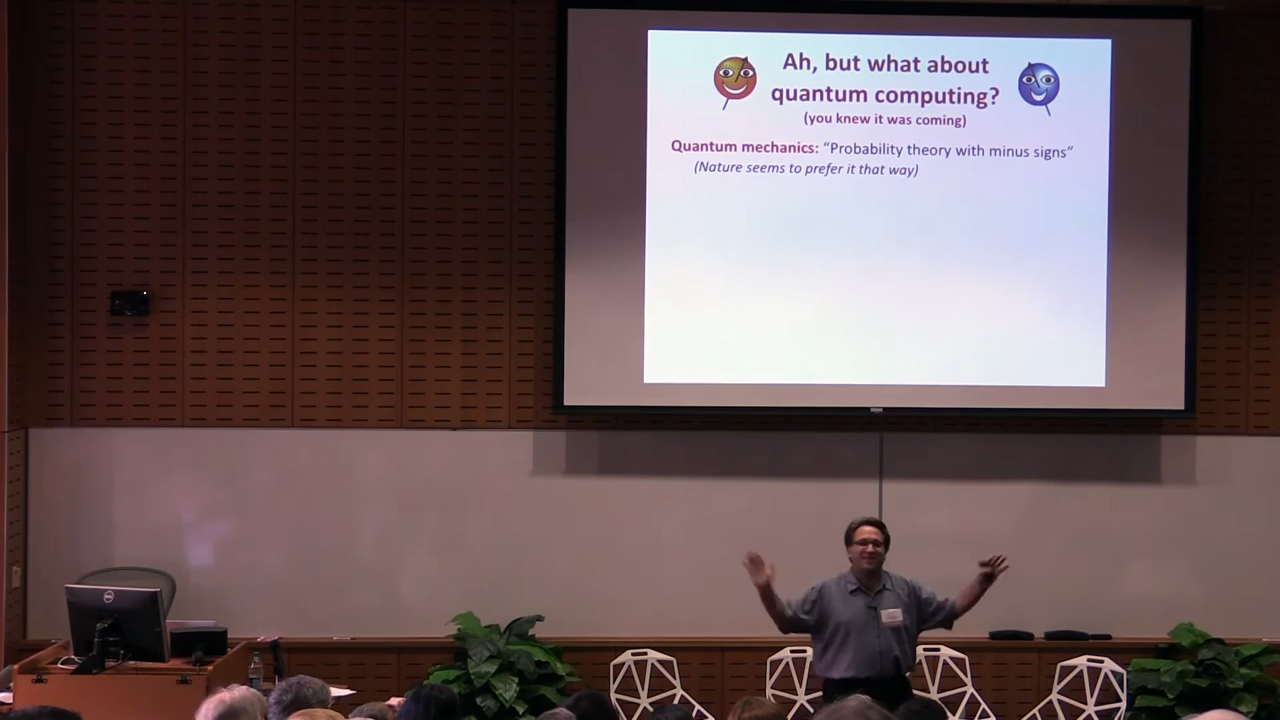 Ah, but what about
quantum computing?
(you knew it was coming)
Quantum mechanics: “Probability theory with minus signs”
(Nature seems to prefer it that way)